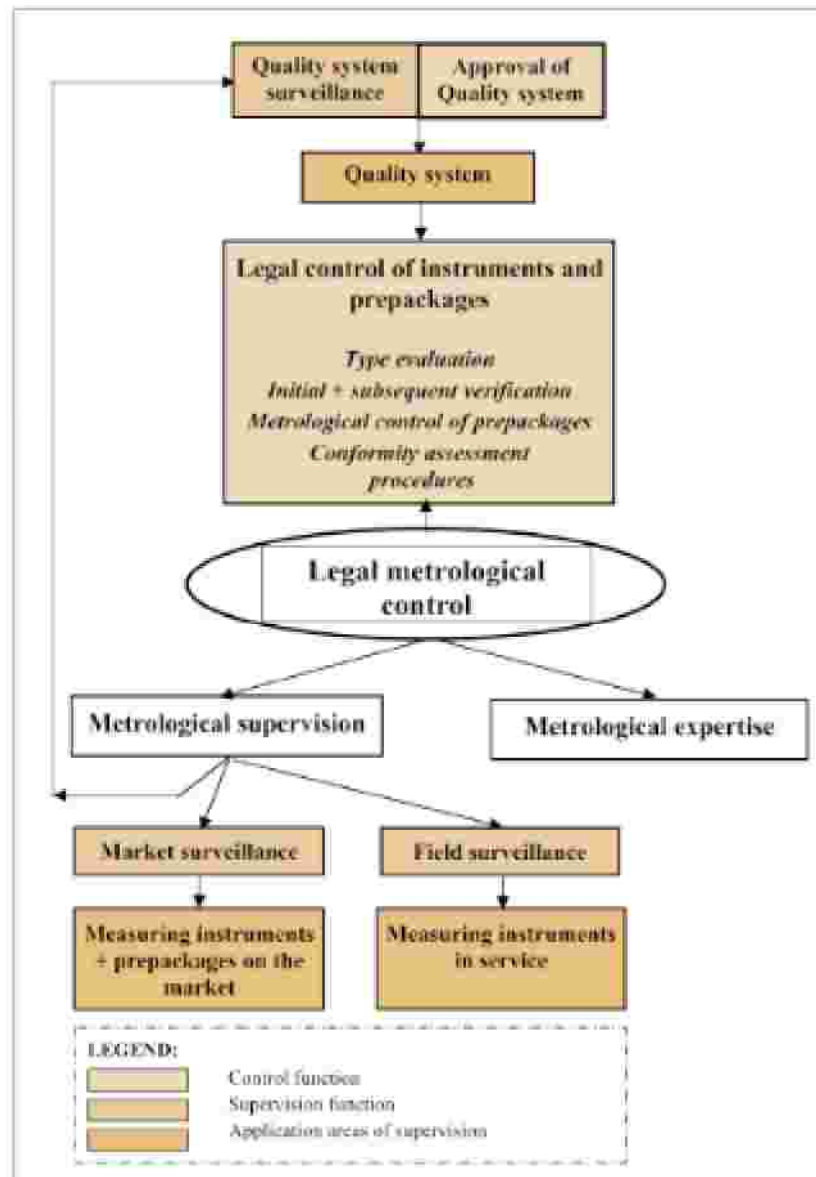 Quality system
surveillance
Approval of
Quality system
Quality system
Legal control of instruments and
prepackages
Type evaluation
Initial + subsequent verification
Metrological control of prepackages
Conformity assessment
procedures
Legal metrological
control
Metrological supervision
Metrological expertise
Market surveillance
Field surveillance
Measuring instruments
+ prepackages on the
market
Measuring instruments
in service
LEGEND:
Control function
Supervision function
Application areas of supervision